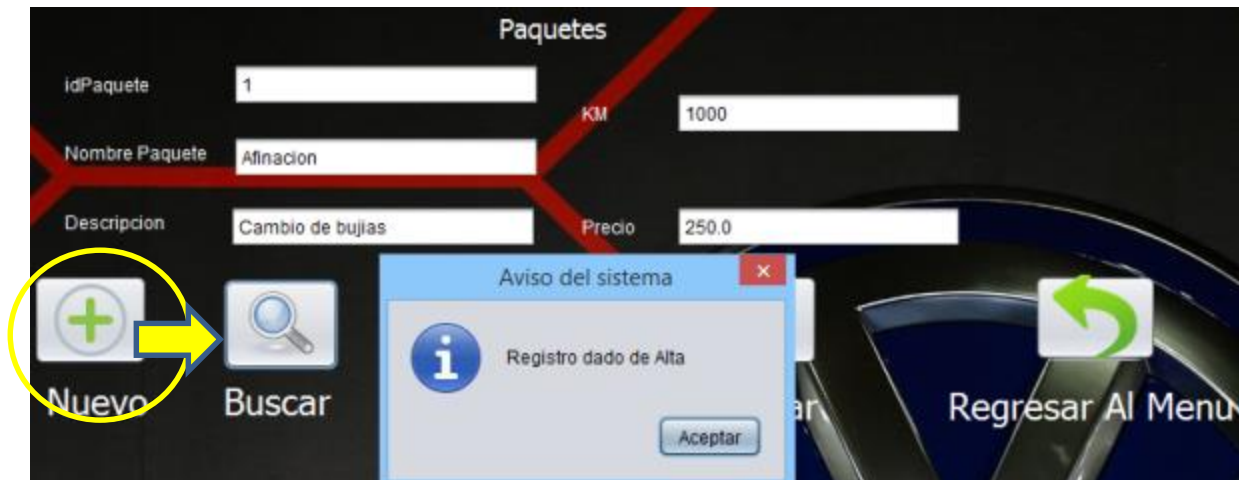 Paquetes
idPaquete
1
KM
1000
Nombre Paquete
Afinacion
Descripcion
Cambio de bujias
Precio
250.0
Aviso del sistema
Registro dado de Alta
Aceptar
Nuevo
Buscar
Regresar Al Menu